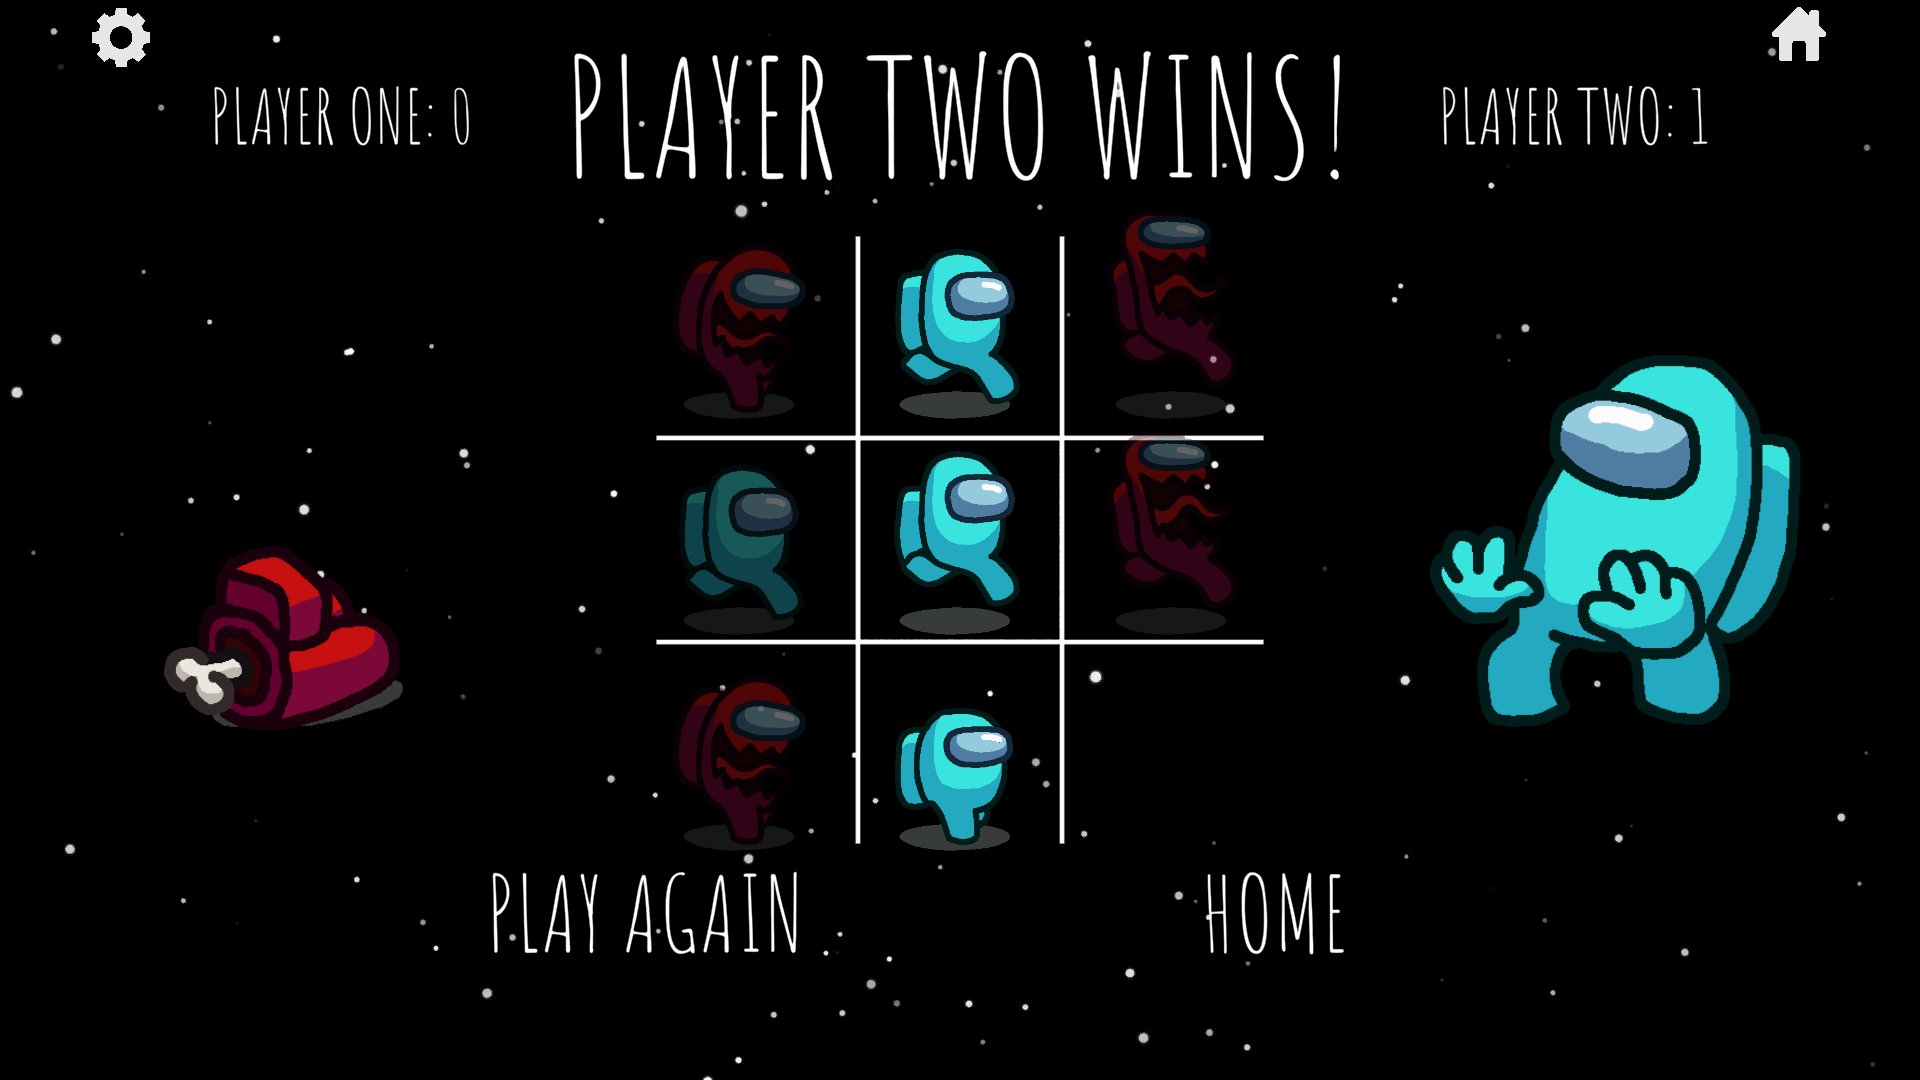 PLAYER TWO WINS!
PLAYER ONE: 0
PLAYER TWO: 1
PLAY AGAIN
HOME